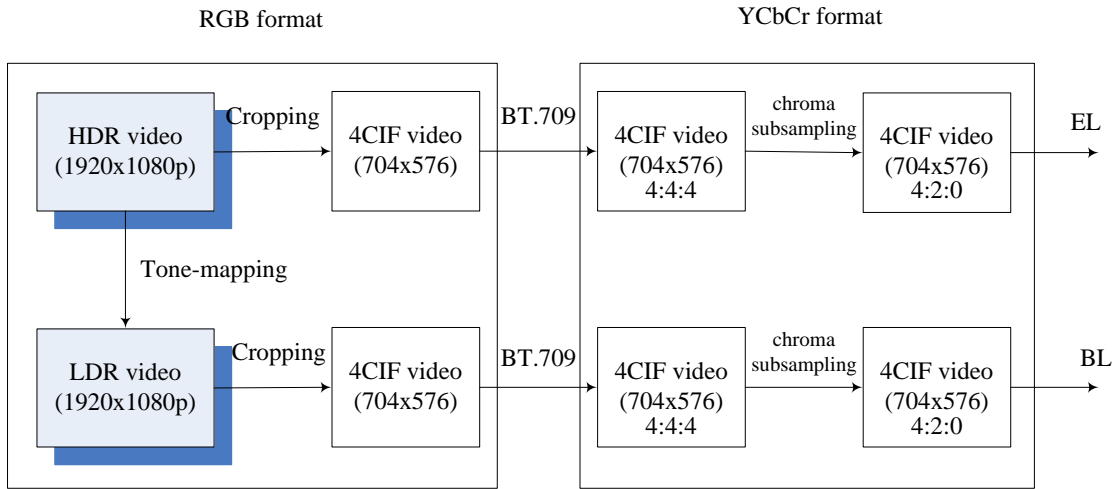 RGB format
YCbCr format
HDR video
(1920x1080p)
Cropping
4CIF video
(704x576)
BT.709
4CIF video
(704x576)
4:4:4
chroma
subsampling
4CIF video
(704x576)
4:2:0
EL
Tone-mapping
LDR video
(1920x1080p)
Cropping
4CIF video
(704x576)
BT.709
4CIF video
(704x576)
4:4:4
chroma
subsampling
4CIF video
(704x576)
4:2:0
BL